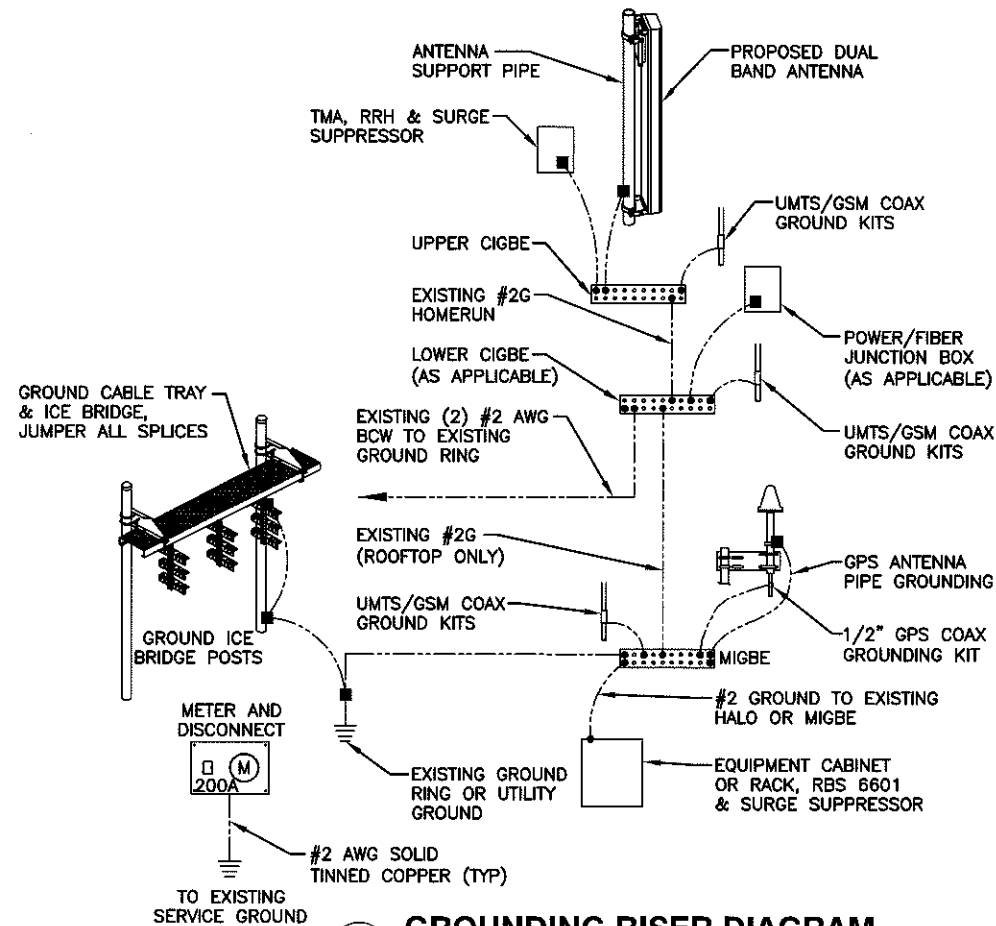 ANTENNA
SUPPORT PIPE
PROPOSED DUAL
BAND ANTENNA
TMA, RRH & SURGE
SUPPRESSOR
UMTS/GSM COAX
GROUND KITS
UPPER CIGBE
EXISTING #2G
HOMERUN
POWER/FIBER
JUNCTION BOX
(AS APPLICABLE)
LOWER CIGBE
(AS APPLICABLE)
GROUND CABLE TRAY
& ICE BRIDGE,
JUMPER ALL SPLICES
EXISTING (2) #2 AWG
BCW TO EXISTING
GROUND RING
UMTS/GSM COAX
GROUND KITS
EXISTING #2G
(ROOFTOP ONLY)
GPS ANTENNA
PIPE GROUNDING
UMTS/GSM COAX
GROUND KITS
1/2" GPS COAX
GROUNDING KIT
GROUND ICE
BRIDGE POSTS
MIGBE
#2 GROUND TO EXISTING
HALO OR MIGBE
METER AND
DISCONNECT
M
200A
EXISTING GROUND
RING OR UTILITY
GROUND
EQUIPMENT CABINET
OR RACK, RBS 6601
& SURGE SUPPRESSOR
#2 AWG SOLID
TINNED COPPER (TYP)
TO EXISTING
SERVICE GROUND
GROUNDING RISER DIAGRAM